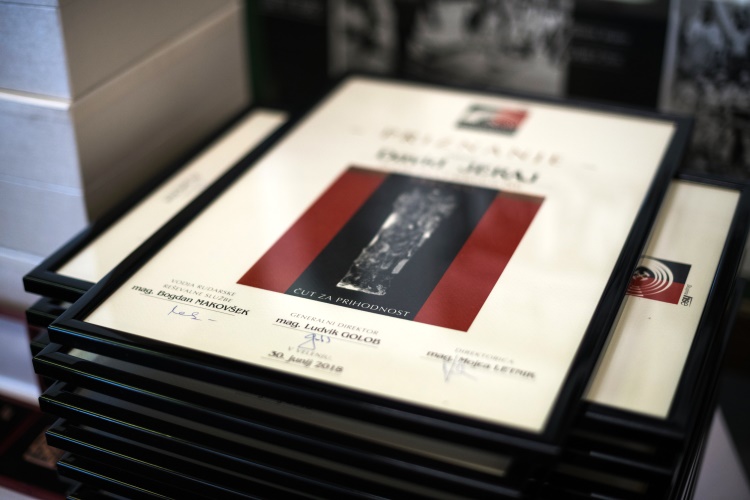 PRIZNANJE
JERAJ
ČUT ZA PRIHODNOST
VODJA RUDARSKE
REŠEVALNE SLUŽBE
mag. Bogdan MAKOVŠEK
GENERALNI DIREKTOR
mag. Ludvik GOLOB
DIREKTORICA
mag. Mojca LETNIK
V VELENJU,
30. junij 2018